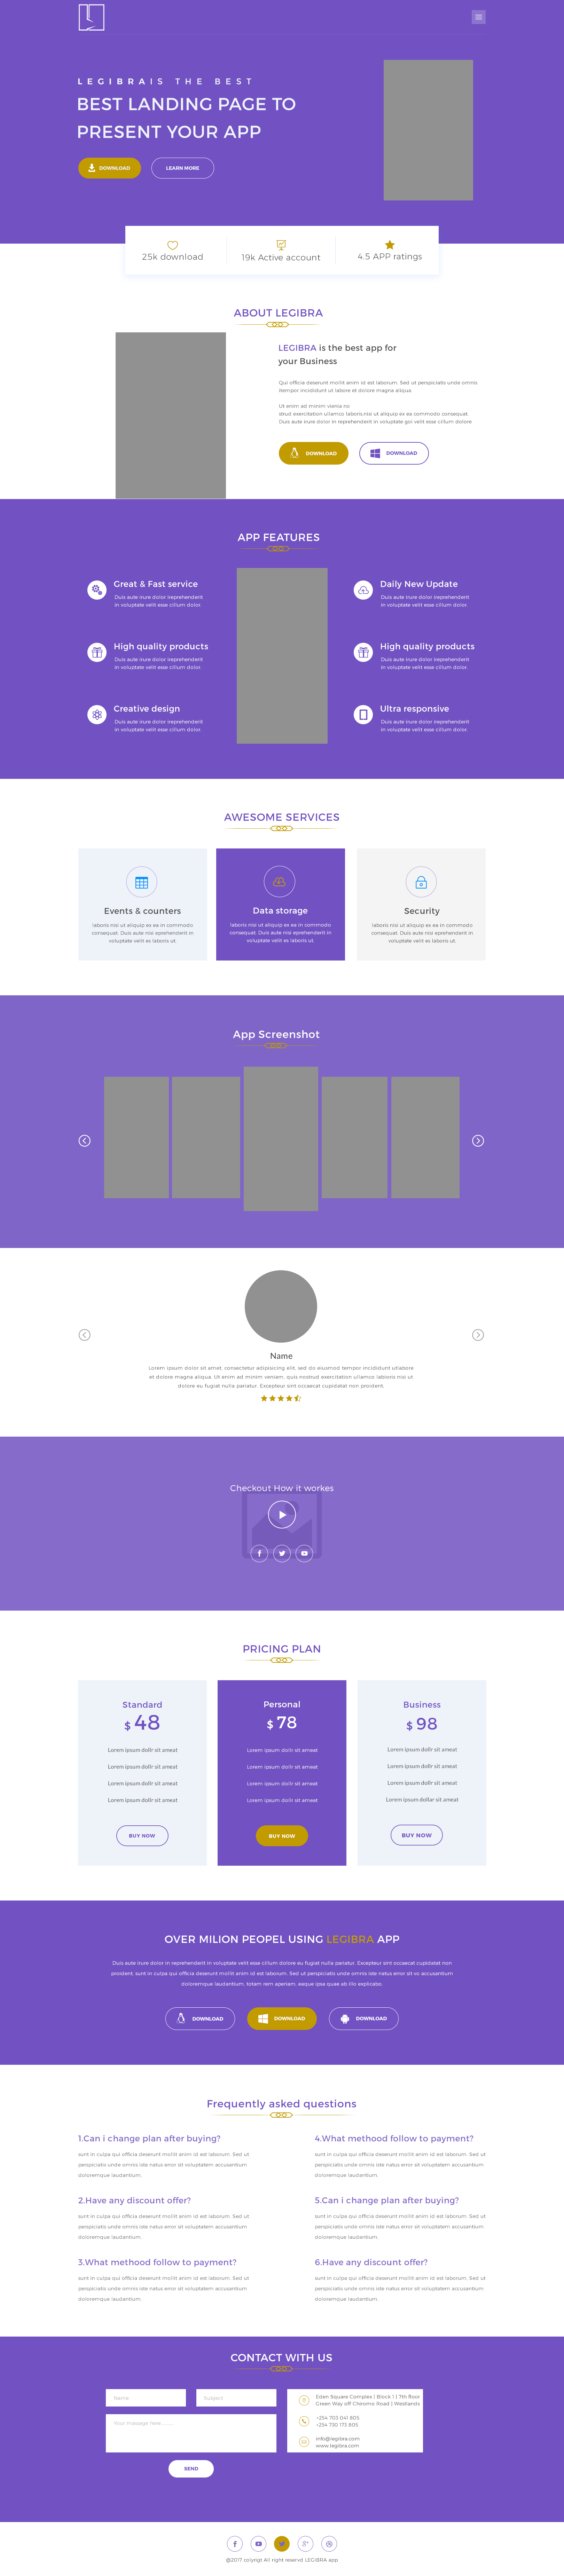 LEGIBRA IS THE BEST
BEST LANDING PAGE TO
PRESENT YOUR APP
DOWNLOAD
LEARN MORE
25k download
19k Active account
4.5 APP ratings
ABOUT LEGIBRA
LEGIBRA is the best app for
your Business
Qui officia deserunt mollit anim id est laborum. Sed ut perspiciatis unde omnis
itempor incididunt ut labore et dolore magna aliqua.
Ut enim ad minim viensa no
strud exercitation ullamco laboris nisi ut aliquip ex ea commodo consequat.
Duis aute irure dolor in reprehenderit in voluptate gol velit esse cillum dolore
DOWNLOAD
DOWNLOAD
APP FEATURES
Great & Fast service
Duis aute irure dolor ireprehenderit
in voluptate velit esse cillum dolor.
High quality products
Duis aute irure dolor ireprehenderit
in voluptate velit esse cillum dolor.
Creative design
Duis aute irure dolor ireprehenderit
in voluptate velit esse cillum dolor.
Daily New Update
Duis aute irure dolor ireprehenderit
in voluptate velit esse cillum dolor.
High quality products
Duis aute irure dolor ireprehenderit
in voluptate velit esse cillum dolor.
Ultra responsive
Duis aute irure dolor ireprehenderit
in voluptate velit esse cillum dolor.
AWESOME SERVICES
Events & counters
laboris nisi ut aliquip ex ea in commodo
consequat. Duis aute nisi eprehenderit in
voluptate velit es laboris ut.
Data storage
laboris nisi ut aliquip ex ea in commodo
consequat. Duis aute nisi eprehenderit in
voluptate velit es laboris ut.
Security
laboris nisi ut aliquip ex ea in commodo
consequat. Duis aute nisi eprehenderit in
voluptate velit es laboris ut.
App Screenshot
Name
Lorem ipsum dolor sit emet, consectetur adipisicing elit, sed do eiusmod tempor incididunt utlabore
et dolore magna aliqua. Ut enim ad minim veniam, quis nostrud exercitation ullamco laboris nisi ut
dolore eu fugiat nulla pariatur. Excepteur sint occaecat cupidatat non proident.
Checkout How it workes
PRICING PLAN
Standard
$ 48
Lorem ipsum dollr sit ameat
Lorem ipsum dollr sit ameat
Lorem ipsum dollr sit ameat
Lorem ipsum dollr sit ameat
BUY NOW
Personal
$ 78
Lorem ipsum dollr sit ameat
Lorem ipsum dollr sit ameat
Lorem ipsum dollr sit ameat
Lorem ipsum dollr sit ameat
BUY NOW
Business
$ 98
Lorem ipsum dollr sit ameat
Lorem ipsum dollr sit ameat
Lorem ipsum dollr sit ameat
Lorem ipsum dollar sit ameat
BUY NOW
OVER MILION PEOPEL USING LEGIBRA APP
Duis aute irure dolor in reprehenderit in voluptate velit esse cillum dolore eu fugiat nulla pariatur. Excepteur sint occaecat cupidatat non
proident, sunt in culpa qui officia deserunt mollit anim id est laborum. Sed ut perspiciatis unde omnis iste natus error sit vo accusantium
doloremque laudantium, totam rem aperiam, eaque ipsa quae ab illo explicabo.
DOWNLOAD
DOWNLOAD
DOWNLOAD
Frequently asked questions
1.Can i change plan after buying?
sunt in culpa qui officia deserunt mollit anim id est laborum. Sed ut
perspiciatis unde omnis iste natus error sit voluptatem accusantium
doloremque laudantium,
2.Have any discount offer?
sunt in culpa qui officia deserunt mollit anim id est laborum. Sed ut
perspiciatis unde omnis iste natus error sit voluptatem accusantium
doloremque laudantium,
3.What methood follow to payment?
sunt in culpa qui officia deserunt mollit anim id est laborum. Sed ut
perspiciatis unde omnis iste natus error sit voluptatem accusantium
doloremque laudantium,
4.What methood follow to payment?
sunt in culpa qui officia deserunt mollit anim id est laborum. Sed ut
perspiciatis unde omnis iste natus error sit voluptatem accusantium
doloremque laudantium,
5.Can i change plan after buying?
sunt in culpa qui officia deserunt mollit anim id est laborum. Sed ut
perspiciatis unde omnis iste natus error sit voluptatem accusantium
doloremque laudantium,
6.Have any discount offer?
sunt in culpa qui officia deserunt mollit anim id est laborum. Sed ut
perspiciatis unde omnis iste natus error sit voluptatem accusantium
doloremque laudantium,
CONTACT WITH US
Name
Subject
Your message here..........
SEND
Eden Square Complex | Block 1 | 7th floor
Green Way off Chiromo Road | Westlands
+254 703 041 805
+254 730 173 803
info@legibra.com
www.legibra.com
@2017 colyrigt All right reservd LEGIBRA app